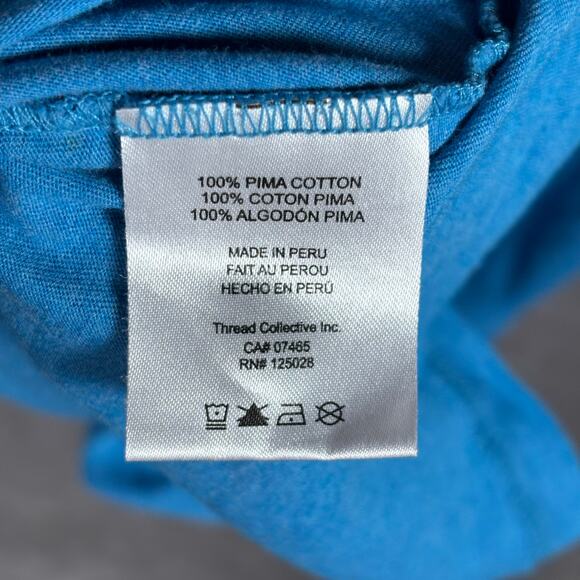 100% PIMA COTTON
100% COTON PIMA
100% ALGODÓN PIMA
MADE IN PERU
FAIT AU PEROU
HECHO EN PERÚ
Thread Collective Inc.
CA# 07465
RN# 125028